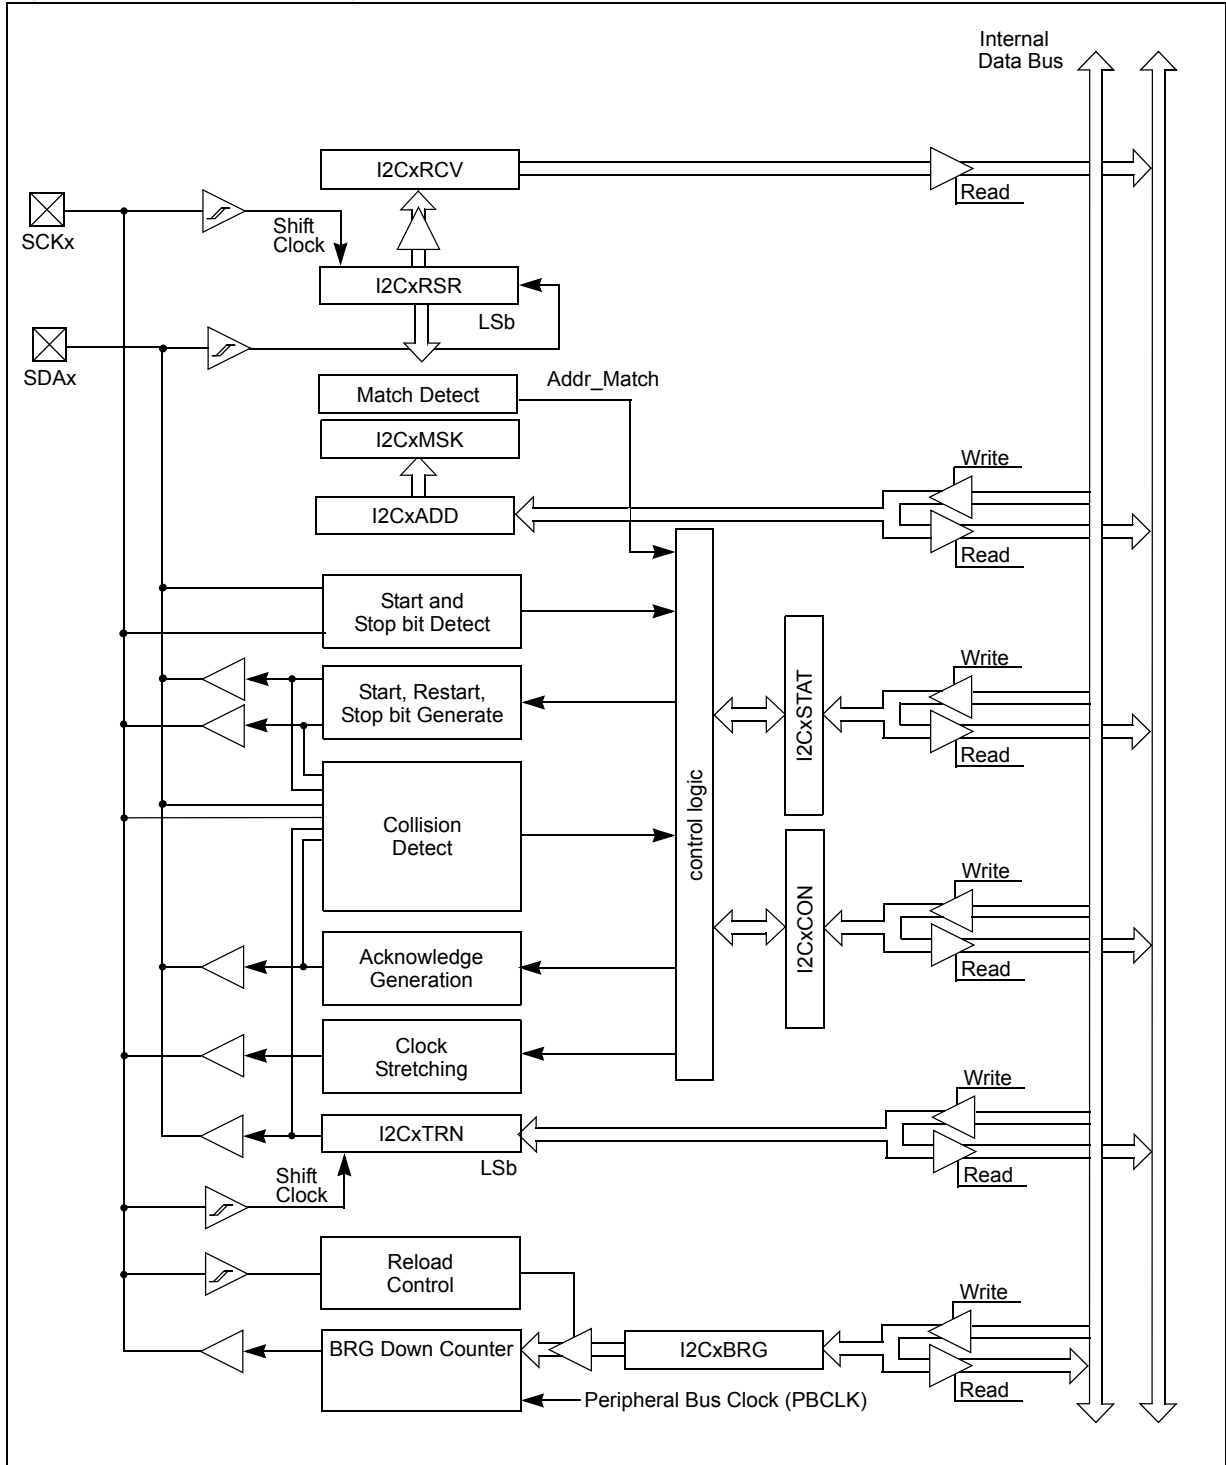 Internal
Data Bus
I2CxRCV
Read
SCKx
Shift
Clock
I2CxRSR
LSb
SDAx
Match Detect
Addr_Match
I2CxMSK
Write
I2CxADD
Read
Start and
Stop bit Detect
Start, Restart,
Stop bit Generate
Write
I2CxSTAT
Read
Collision
Detect
control logic
Write
I2CxCON
Read
Acknowledge
Generation
Clock
Stretching
Write
I2CxTRN
LSb
Read
Shift
Clock
Reload
Control
Write
BRG Down Counter
I2CxBRG
Read
Peripheral Bus Clock (PBCLK)